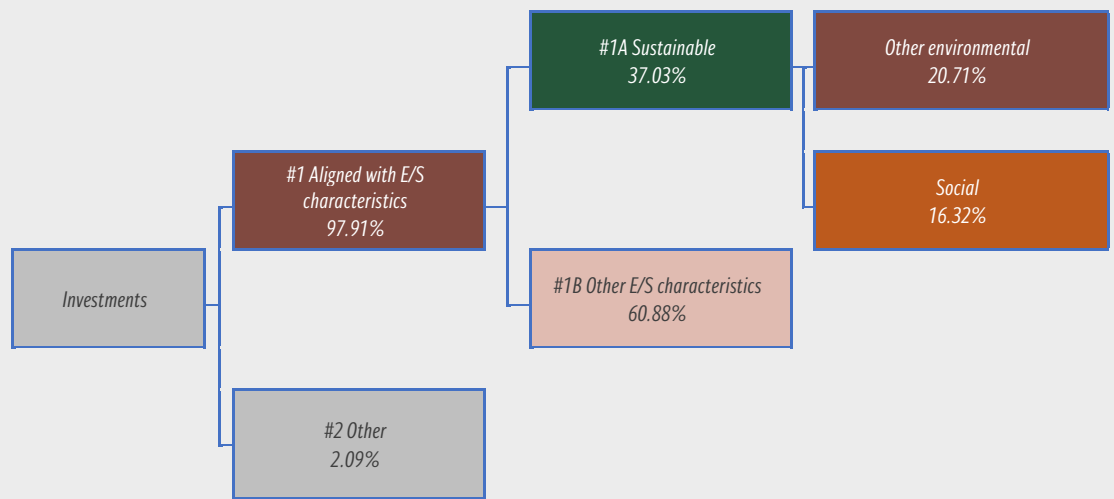 #1A Sustainable
37.03%
Other environmental
20.71%
#1 Aligned with E/S
characteristics
97.91%
Social
16.32%
Investments
#1B Other E/S characteristics
60.88%
#2 Other
2.09%